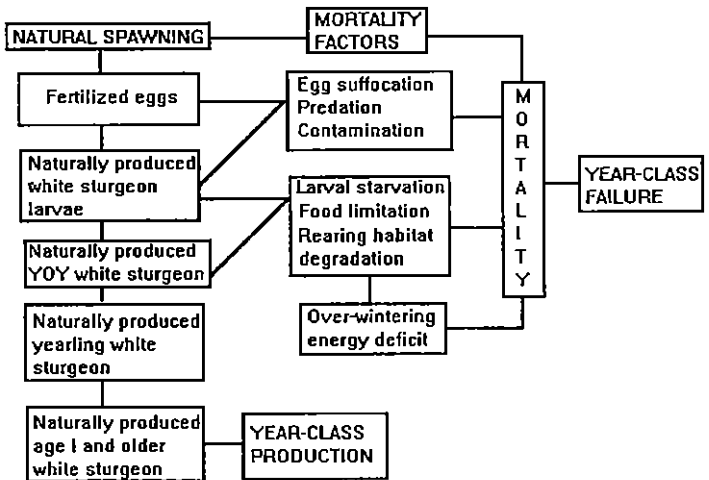 NATURAL SPAWNING
MORTALITY
FACTORS
Fertilized eggs
Egg suffocation
Predation
Contamination
MORTALITY
YEAR-CLASS
FAILURE
Naturally produced
white sturgeon
larvae
Larval starvation
Food limitation
Rearing habitat
degradation
Naturally produced
YOY white sturgeon
Over-wintering
energy deficit
Naturally produced
yearling white
sturgeon
Naturally produced
age I and older
white sturgeon
YEAR-CLASS
PRODUCTION